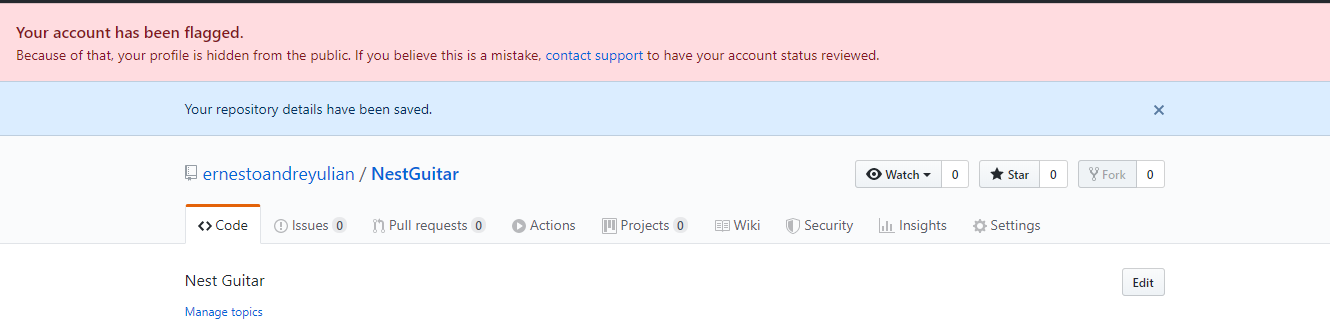 Your account has been flagged.
Because of that, your profile is hidden from the public. If you believe this is a mistake, contact support to have your account status reviewed.
Your repository details have been saved.
ernestoandreyulian / NestGuitar
Watch 0 Star 0 Fork 0
Code Issues 0 Pull requests 0 Actions Projects 0 Wiki Security Insights Settings
Nest Guitar Edit
Manage topics